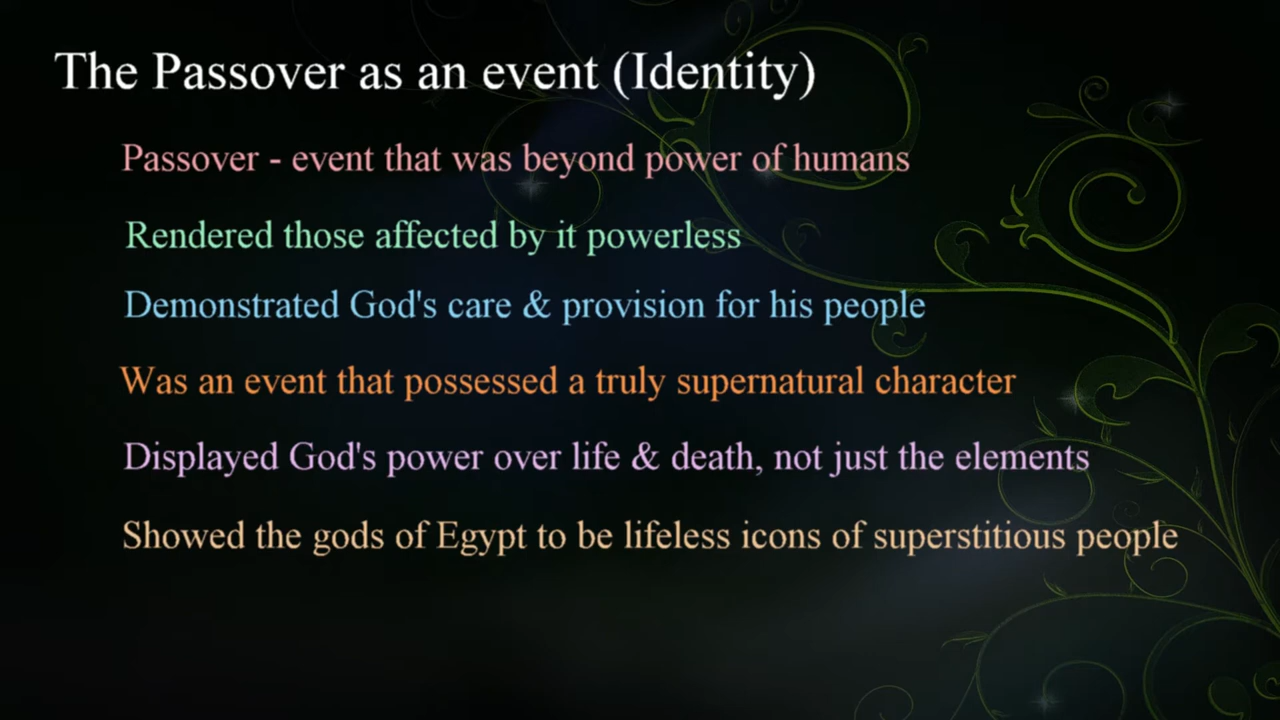 The Passover as an event (Identity)
Passover - event that was beyond power of humans
Rendered those affected by it powerless
Demonstrated God's care & provision for his people
Was an event that possessed a truly supernatural character
Displayed God's power over life & death, not just the elements
Showed the gods of Egypt to be lifeless icons of superstitious people